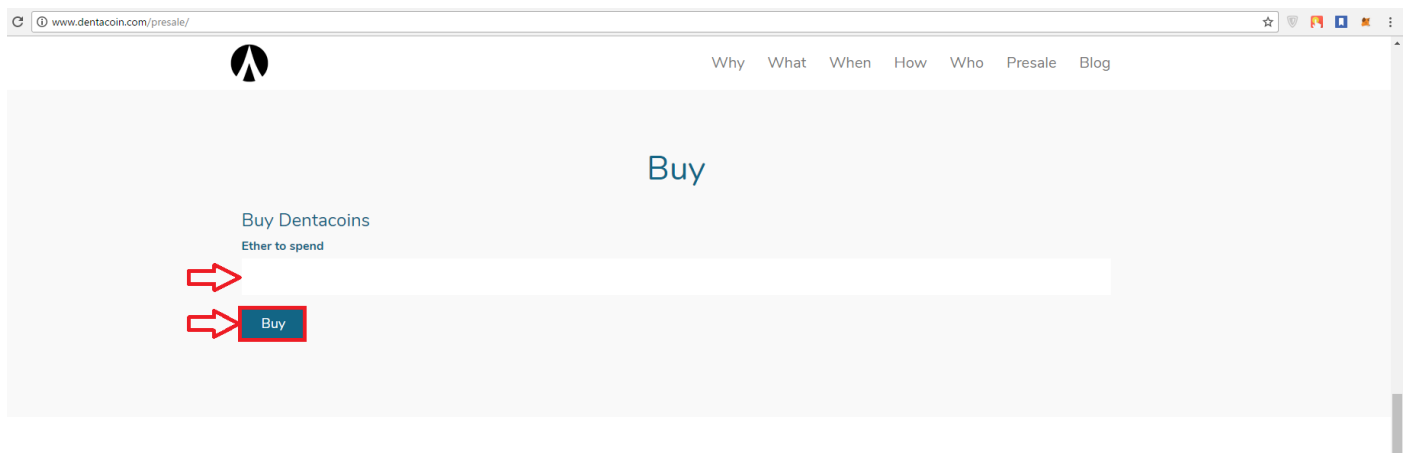 www.dentacoin.com/presale/
Why What When How Who Presale Blog
Buy
Buy Dentacoins
Ether to spend
Buy